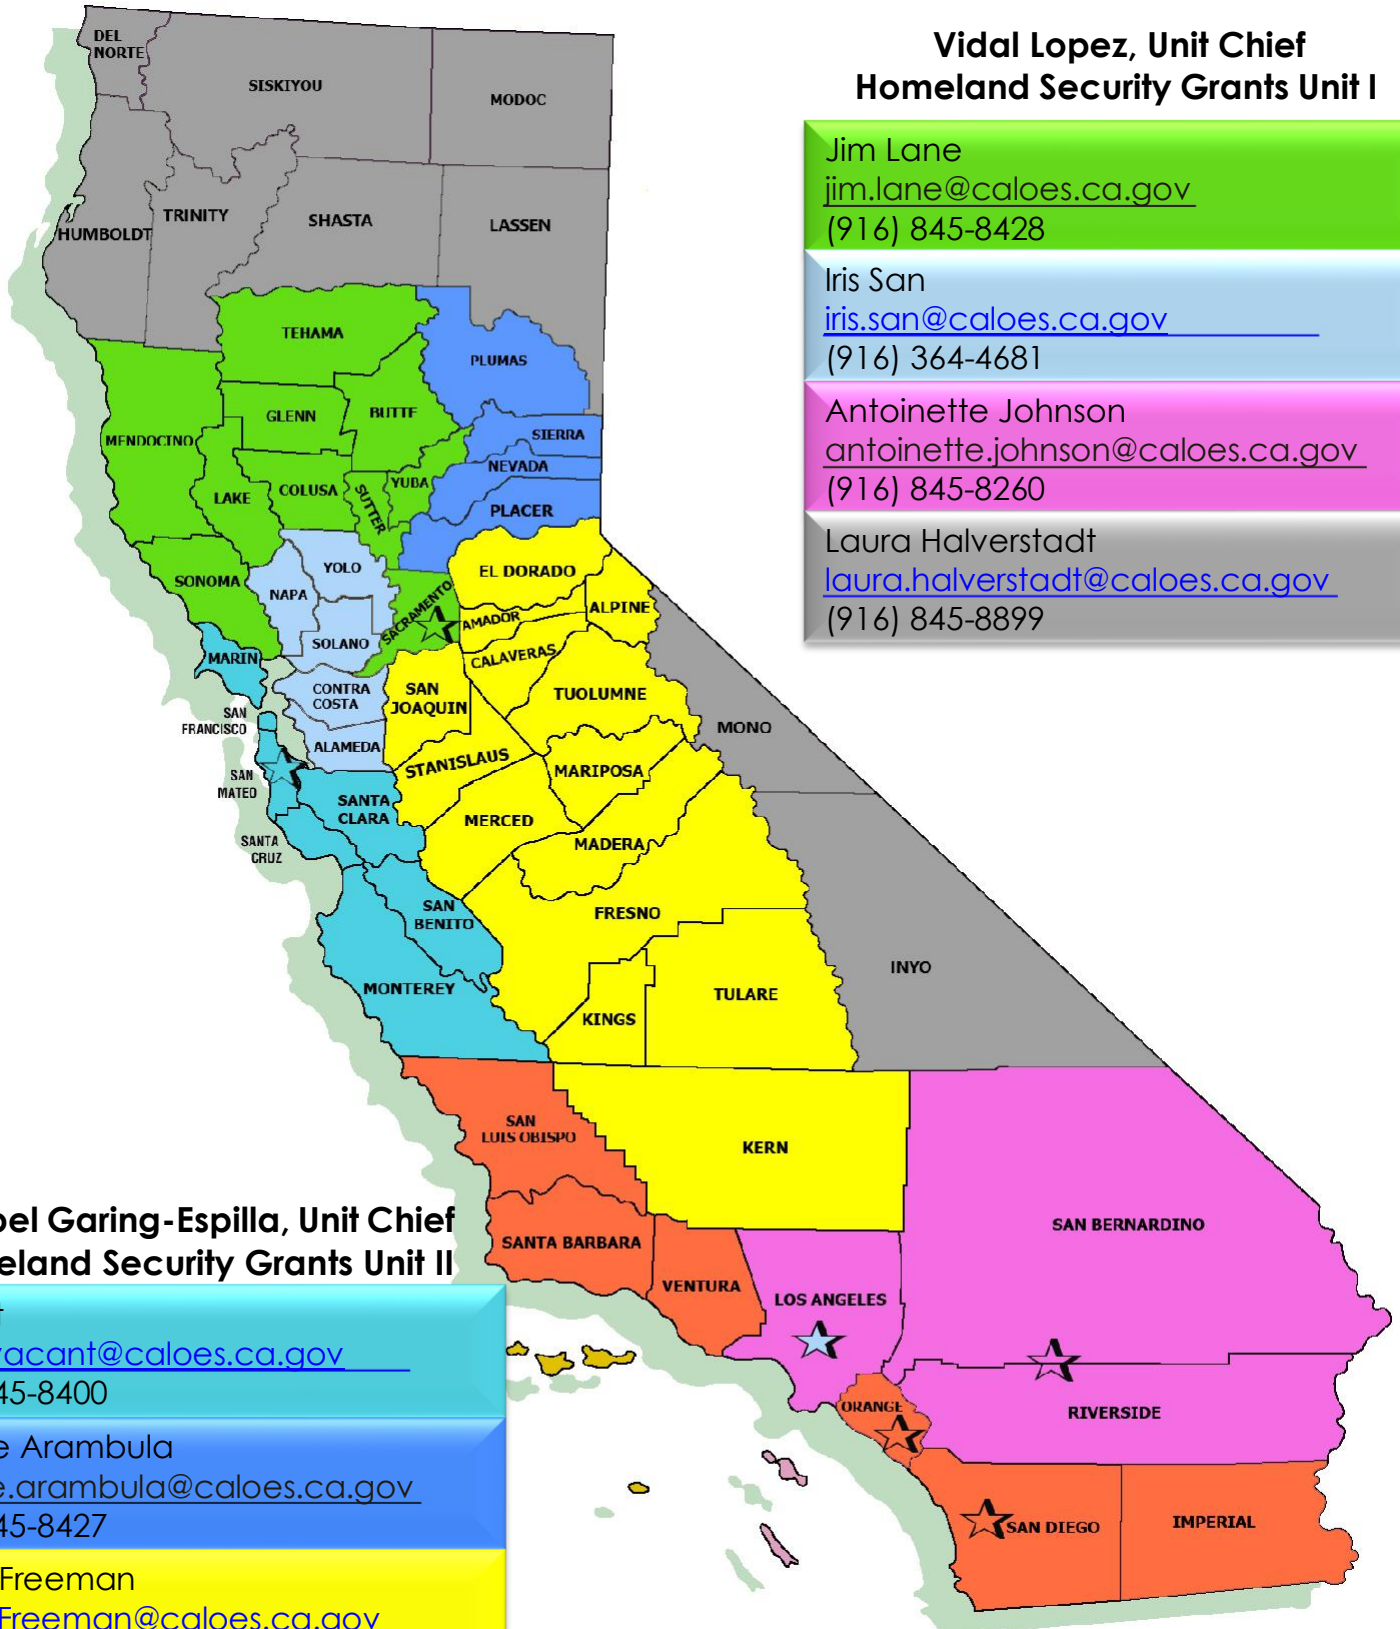 Vidal Lopez, Unit Chief
Homeland Security Grants Unit I
Jim Lane
jim.lane@caloes.ca.gov
(916) 845-8428
Iris San
iris.san@caloes.ca.gov
(916) 364-4681
Antoinette Johnson
antoinette.johnson@caloes.ca.gov
(916) 845-8260
Laura Halverstadt
laura.halverstadt@caloes.ca.gov
(916) 845-8899
DEL
NORTE
SISKIYOU
MODOC
HUMBOLDT
TRINITY
SHASTA
LASSEN
TEHAMA
PLUMAS
GLENN
BUTTE
MENDOCINO
SIERRA
NEVADA
LAKE
COLUSA
SUTTER
YUBA
PLACER
SONOMA
NAPA
YOLO
EL DORADO
SACRAMENTO
AMADOR
ALPINE
SOLANO
MARIN
CALAVERAS
CONTRA
COSTA
SAN
JOAQUIN
TUOLUMNE
SAN
FRANCISCO
MONO
ALAMEDA
STANISLAUS
MARIPOSA
SAN
MATEO
SANTA
CLARA
MERCED
MADERA
SANTA
CRUZ
SAN
BENITO
FRESNO
INYO
MONTEREY
TULARE
KINGS
SAN
LUIS OBISPO
KERN
SAN BERNARDINO
SANTA BARBARA
VENTURA
LOS ANGELES
ORANGE
RIVERSIDE
SAN DIEGO
IMPERIAL
Garing-Espilla, Unit Chief
Security Grants Unit II
vacant@caloes.ca.gov
45-8400
Arambula
e.arambula@caloes.ca.gov
45-8427
Freeman
Freeman@caloes.ca.gov